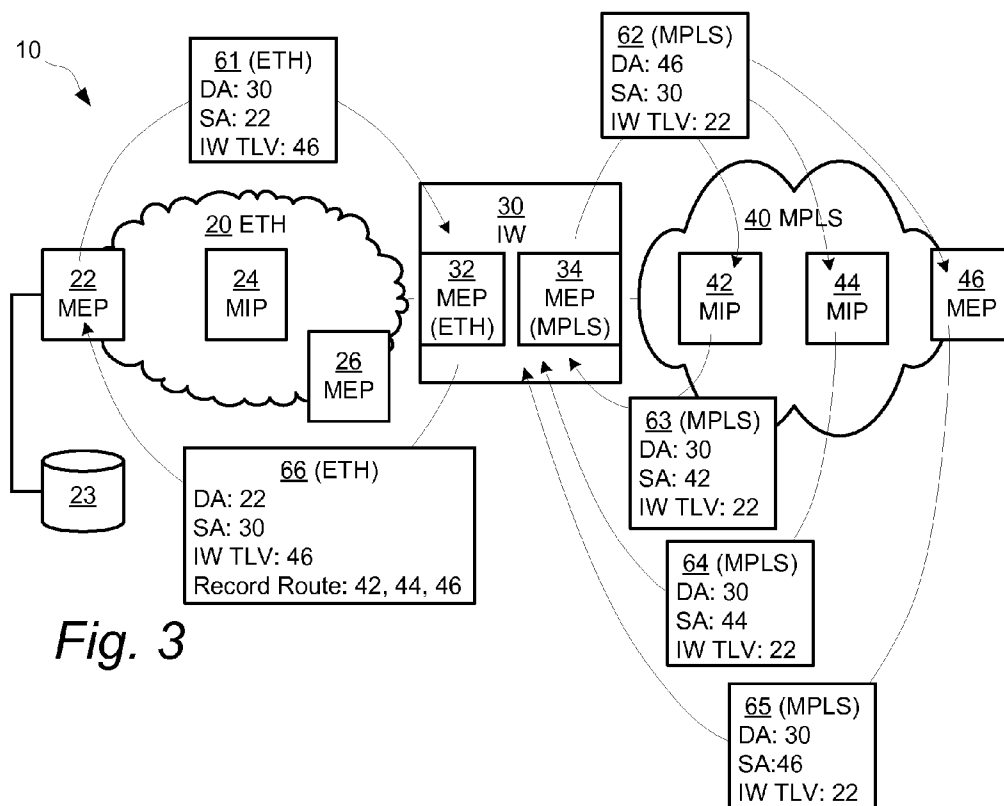 10
61 (ETH)
DA: 30
SA: 22
IW TLV: 46
62 (MPLS)
DA: 46
SA: 30
IW TLV: 22
20 ETH
22
MEP
24
MIP
26
MEP
23
30
IW
32
MEP
(ETH)
34
MEP
(MPLS)
40 MPLS
42
MIP
44
MIP
46
MEP
63 (MPLS)
DA: 30
SA: 42
IW TLV: 22
66 (ETH)
DA: 22
SA: 30
IW TLV: 46
Record Route: 42, 44, 46
64 (MPLS)
DA: 30
SA: 44
IW TLV: 22
65 (MPLS)
DA: 30
SA:46
IW TLV: 22
Fig. 3